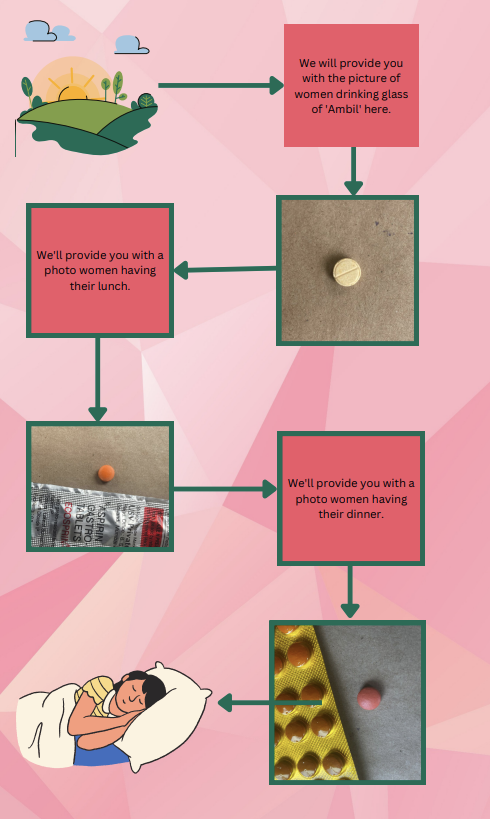 We will provide you
with the picture of
women drinking glass
of 'Ambil' here.
We'll provide you with a
photo women having
their lunch.
ASPIRIN
GASTRO
TABLETS
We'll provide you with a
photo women having
their dinner.